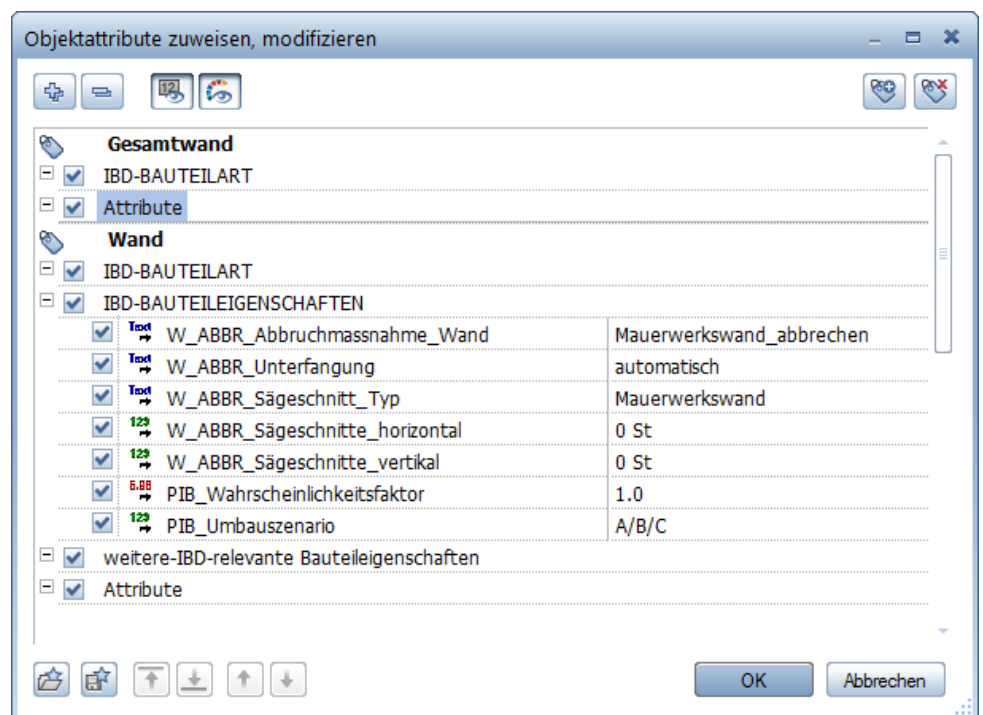 Objektattribute zuweisen, modifizieren
Gesamtwand
IBD-BAUTEILART
Attribute
Wand
IBD-BAUTEILART
IBD-BAUTEILEIGENSCHAFTEN
Text W_ABBR_Abbruchmassnahme_Wand Mauerwerkswand_abbrechen
Text W_ABBR_Unterfangung automatisch
Text W_ABBR_Sägeschnitt_Typ Mauerwerkswand
123 W_ABBR_Sägeschnitte_horizontal 0 St
123 W_ABBR_Sägeschnitte_vertikal 0 St
PIB_Wahrscheinlichkeitsfaktor 1.0
123 PIB_Umbauszenario A/B/C
weitere-IBD-relevante Bauteileigenschaften
Attribute
OK Abbrechen